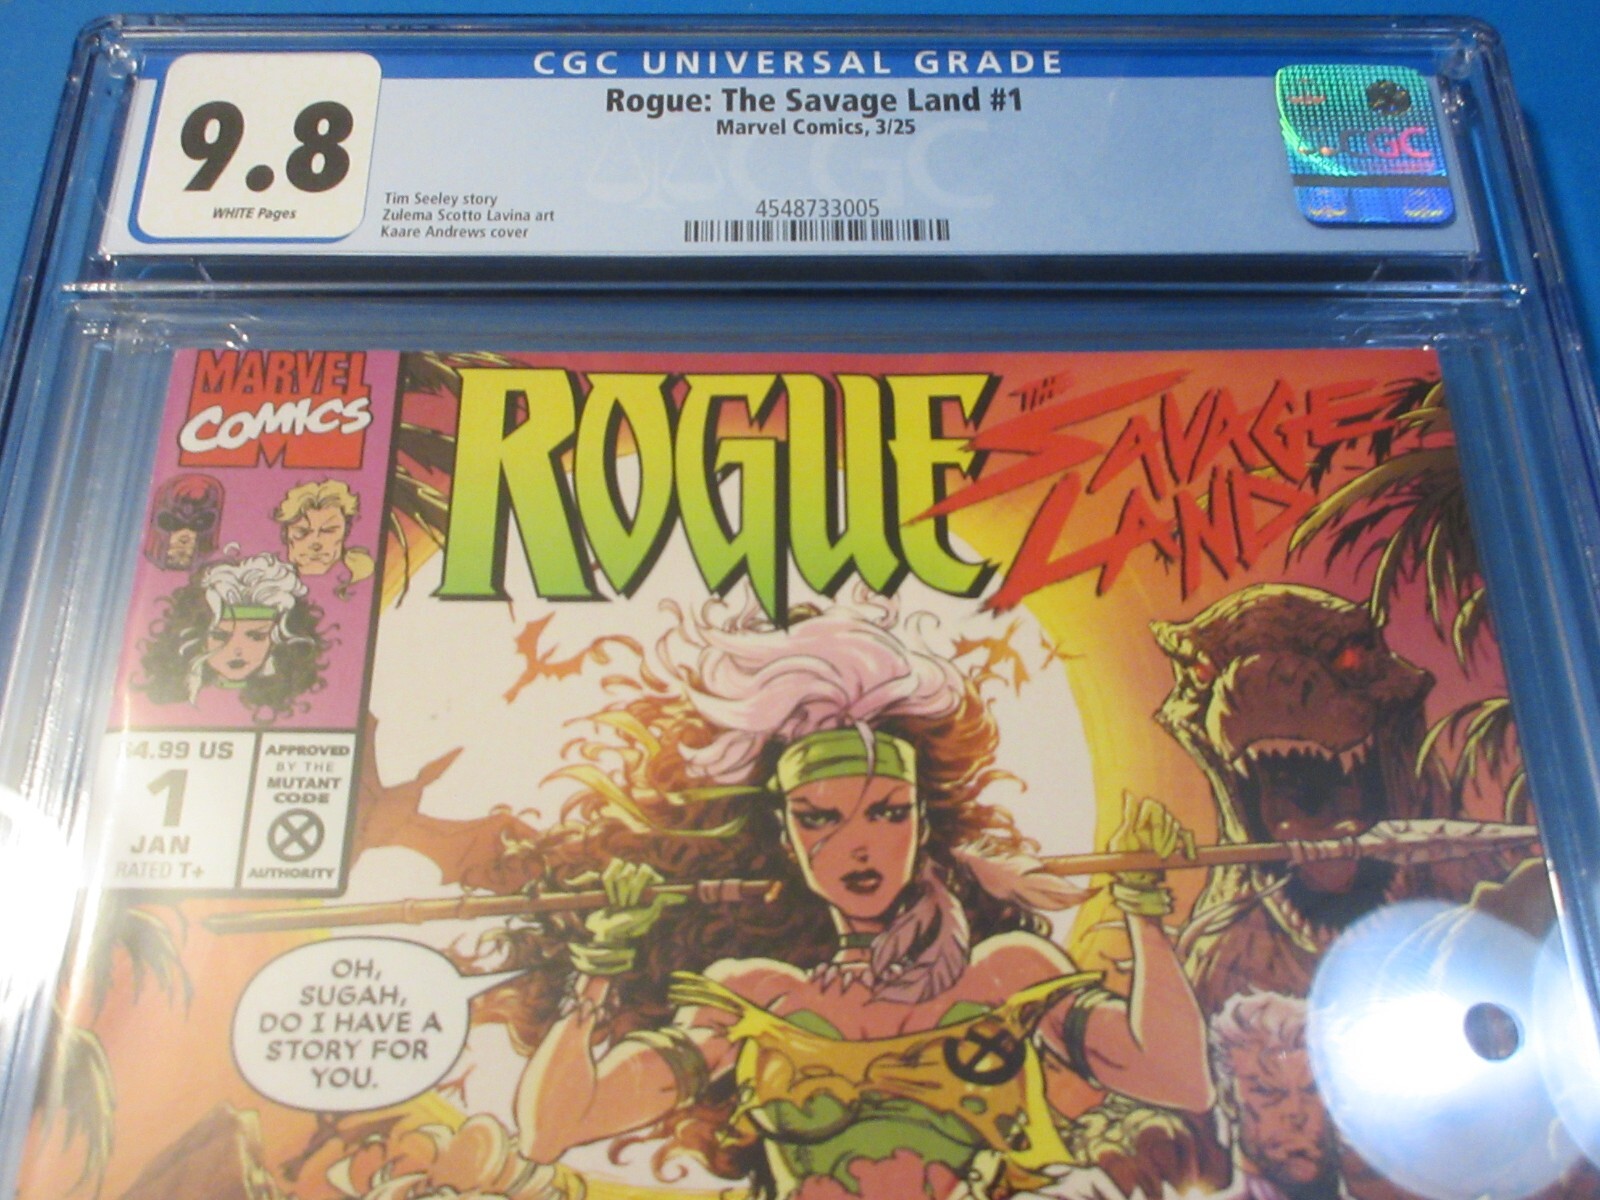 CGC UNIVERSAL GRADE
9.8
WHITE Pages
Rogue: The Savage Land #1
Marvel Comics, 3/25
Tim Seeley story
Zulema Scotto Lavina art
Kaare Andrews cover
4548733005
CGC
CGC
MARVEL
COMICS
ROGUE
THE
SAVAGE
LAND
$4.99 US
1
JAN
RATED T+
APPROVED
BY THE
MUTANT
CODE
AUTHORITY
OH,
SUGAH,
DO I HAVE A
STORY FOR
YOU.